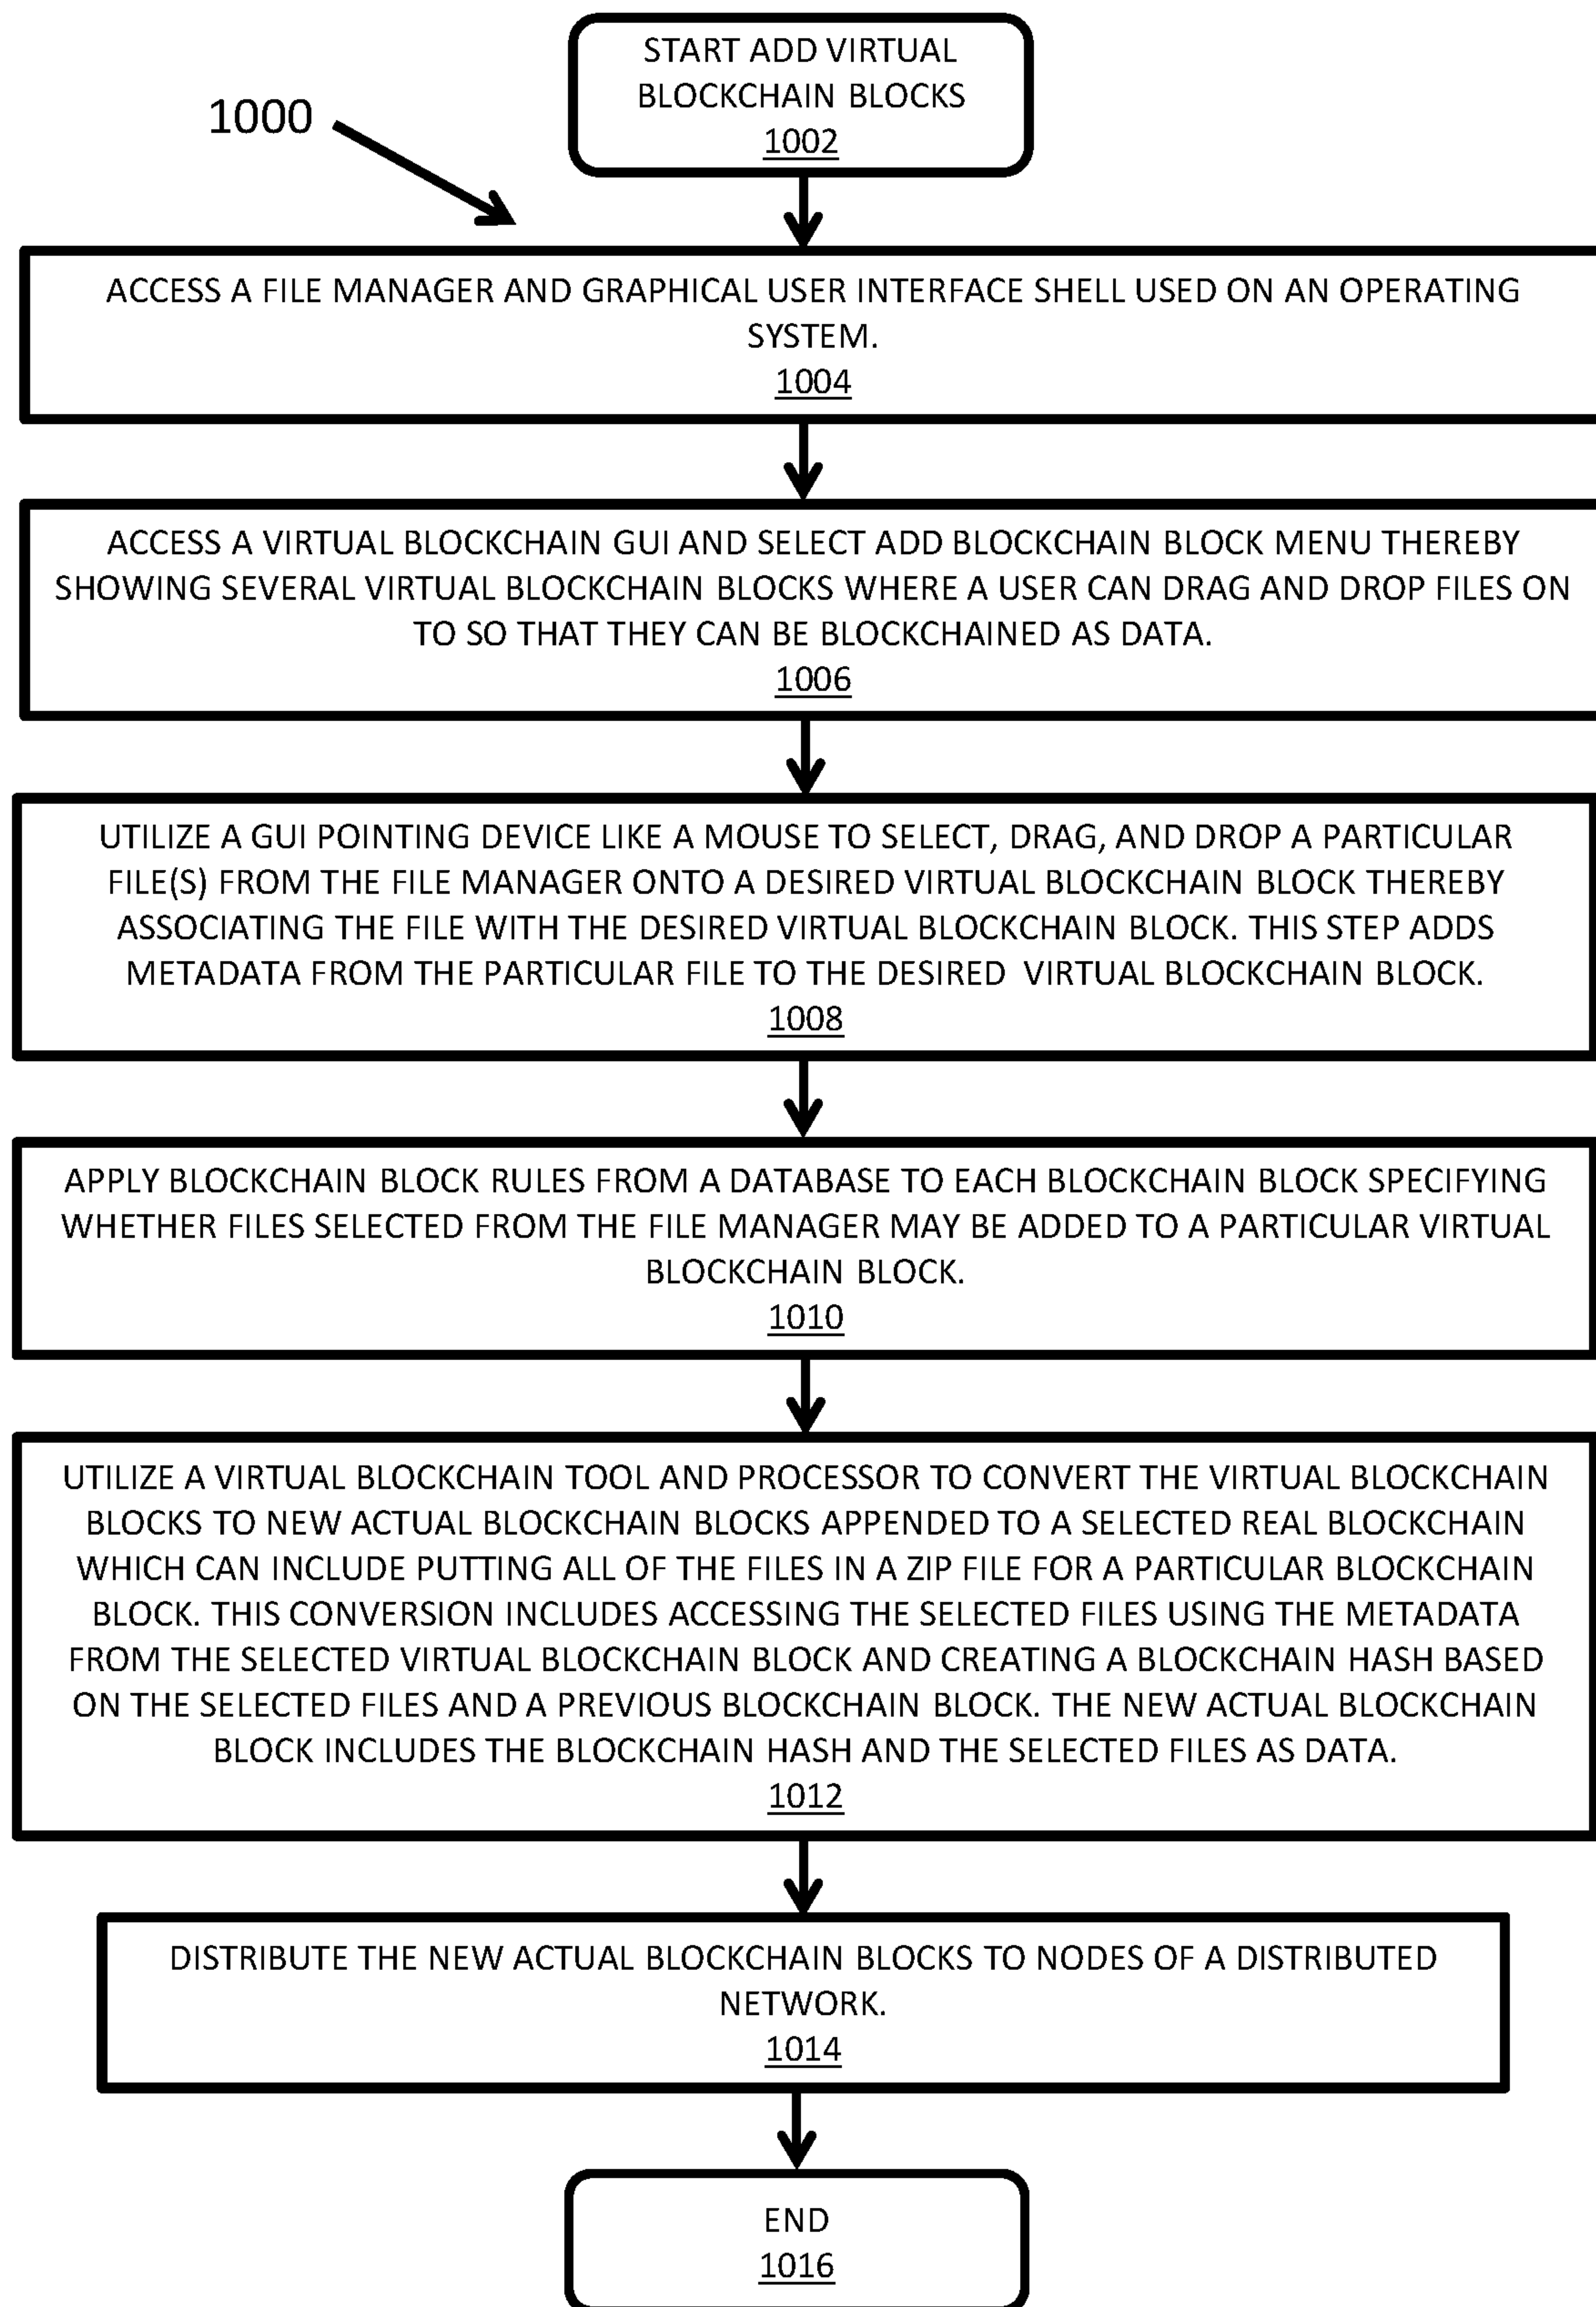 START ADD VIRTUAL
BLOCKCHAIN BLOCKS
1002
1000
ACCESS A FILE MANAGER AND GRAPHICAL USER INTERFACE SHELL USED ON AN OPERATING
SYSTEM.
1004
ACCESS A VIRTUAL BLOCKCHAIN GUI AND SELECT ADD BLOCKCHAIN BLOCK MENU THEREBY
SHOWING SEVERAL VIRTUAL BLOCKCHAIN BLOCKS WHERE A USER CAN DRAG AND DROP FILES ON
TO SO THAT THEY CAN BE BLOCKCHAINED AS DATA.
1006
UTILIZE A GUI POINTING DEVICE LIKE A MOUSE TO SELECT, DRAG, AND DROP A PARTICULAR
FILE(S) FROM THE FILE MANAGER ONTO A DESIRED VIRTUAL BLOCKCHAIN BLOCK THEREBY
ASSOCIATING THE FILE WITH THE DESIRED VIRTUAL BLOCKCHAIN BLOCK. THIS STEP ADDS
METADATA FROM THE PARTICULAR FILE TO THE DESIRED VIRTUAL BLOCKCHAIN BLOCK.
1008
APPLY BLOCKCHAIN BLOCK RULES FROM A DATABASE TO EACH BLOCKCHAIN BLOCK SPECIFYING
WHETHER FILES SELECTED FROM THE FILE MANAGER MAY BE ADDED TO A PARTICULAR VIRTUAL
BLOCKCHAIN BLOCK.
1010
UTILIZE A VIRTUAL BLOCKCHAIN TOOL AND PROCESSOR TO CONVERT THE VIRTUAL BLOCKCHAIN
BLOCKS TO NEW ACTUAL BLOCKCHAIN BLOCKS APPENDED TO A SELECTED REAL BLOCKCHAIN
WHICH CAN INCLUDE PUTTING ALL OF THE FILES IN A ZIP FILE FOR A PARTICULAR BLOCKCHAIN
BLOCK. THIS CONVERSION INCLUDES ACCESSING THE SELECTED FILES USING THE METADATA
FROM THE SELECTED VIRTUAL BLOCKCHAIN BLOCK AND CREATING A BLOCKCHAIN HASH BASED
ON THE SELECTED FILES AND A PREVIOUS BLOCKCHAIN BLOCK. THE NEW ACTUAL BLOCKCHAIN
BLOCK INCLUDES THE BLOCKCHAIN HASH AND THE SELECTED FILES AS DATA.
1012
DISTRIBUTE THE NEW ACTUAL BLOCKCHAIN BLOCKS TO NODES OF A DISTRIBUTED
NETWORK.
1014
END
1016